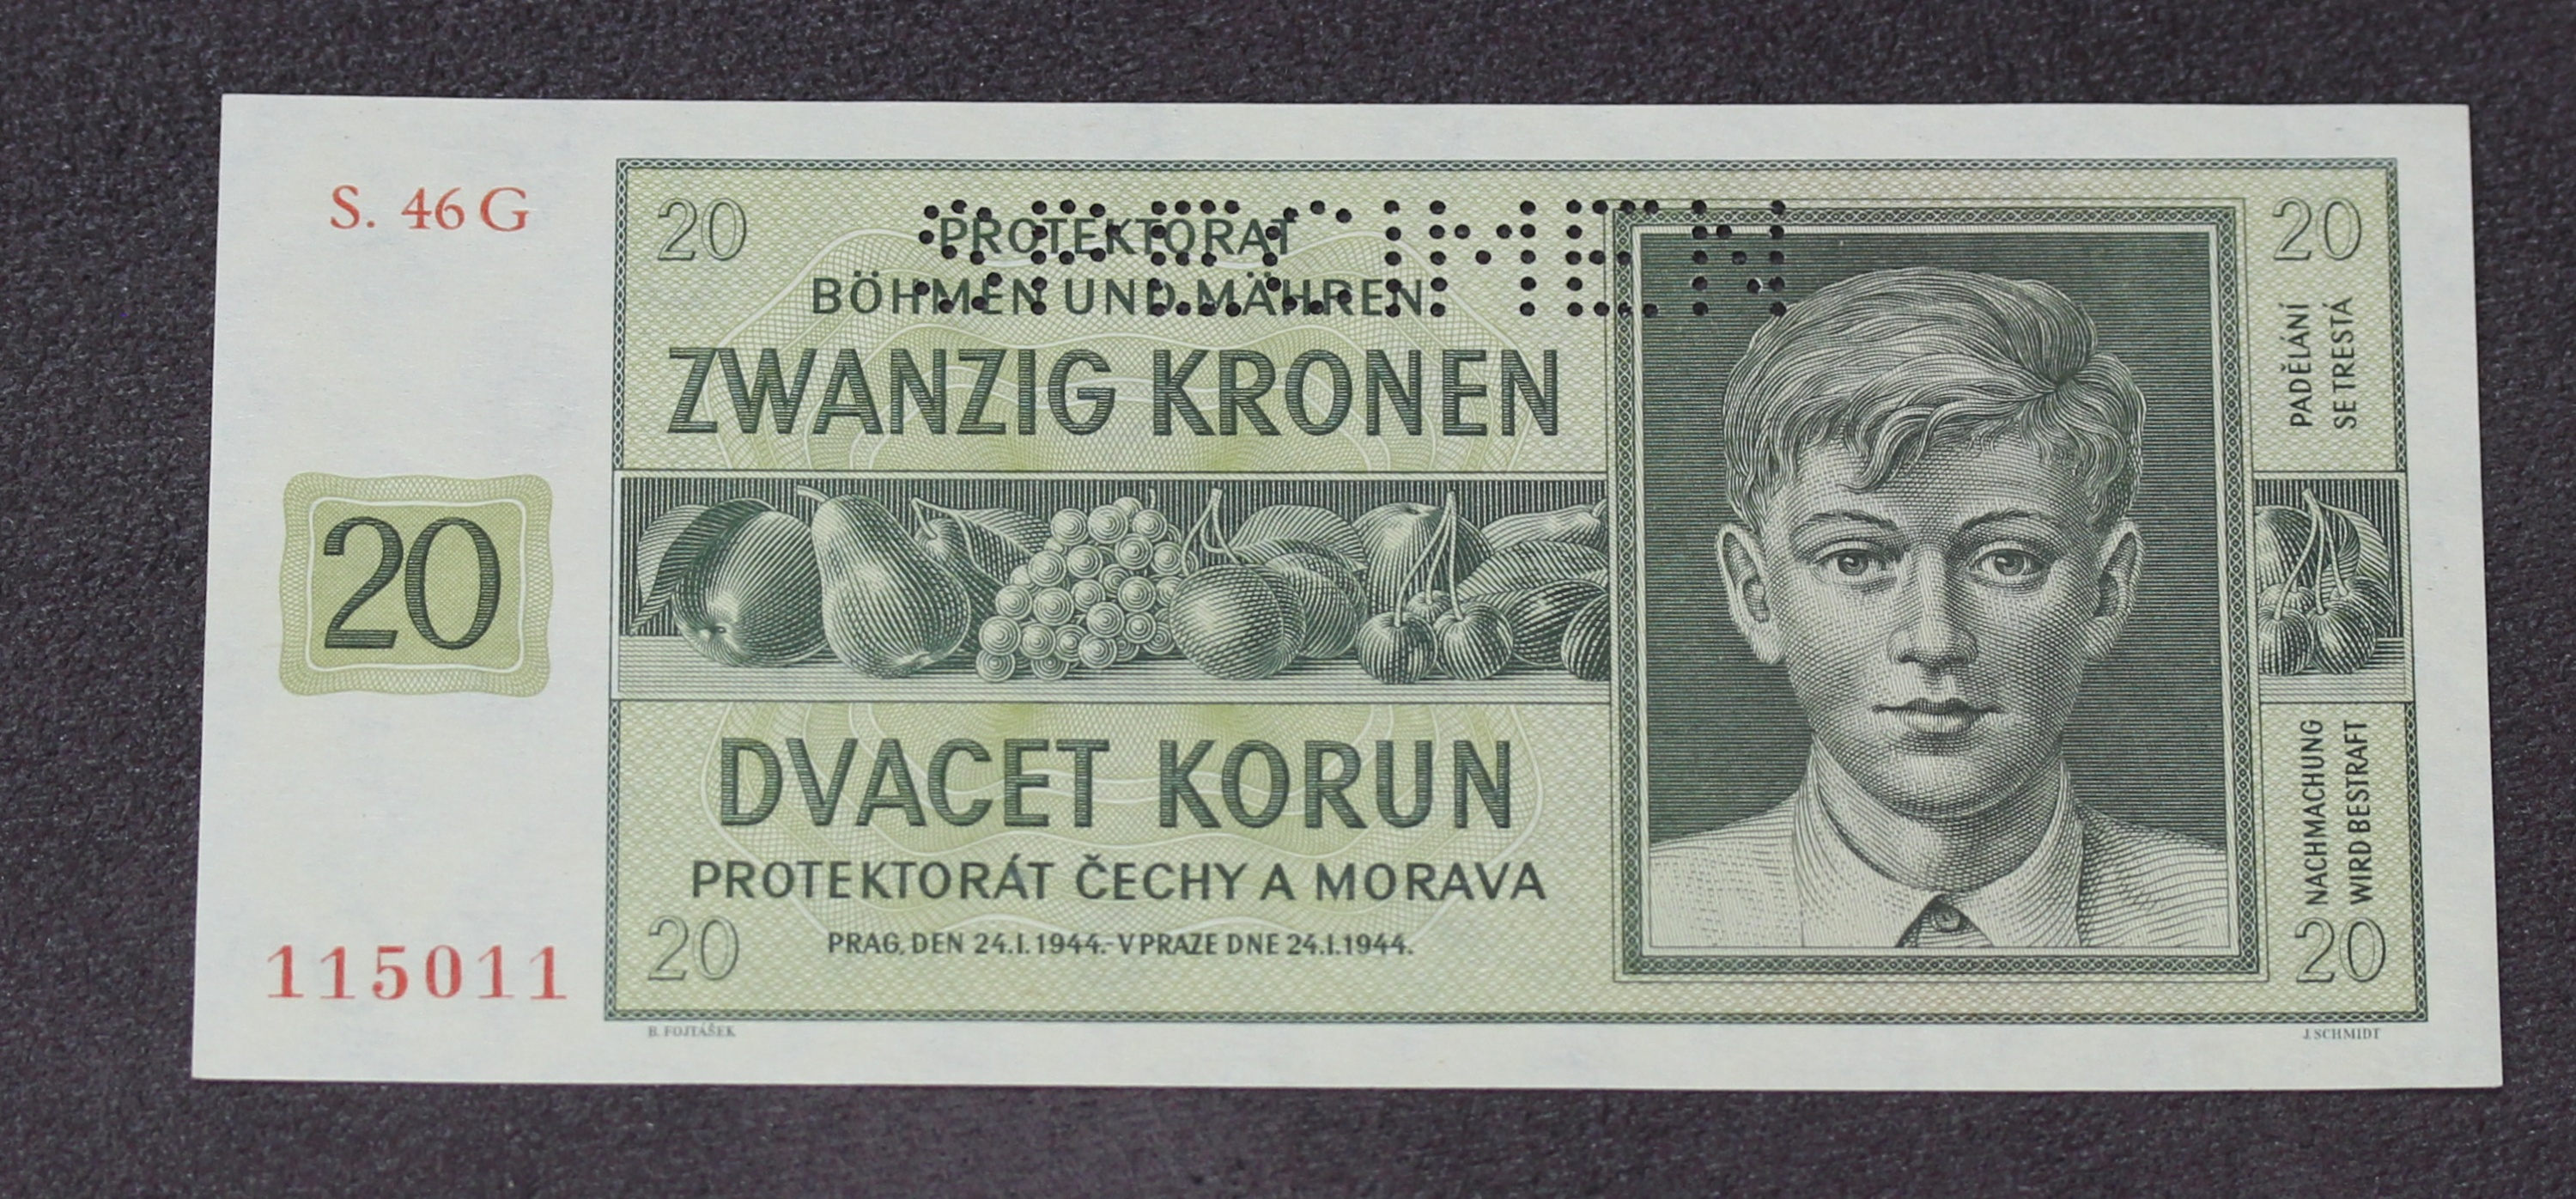 S. 46 G
20
SPECIMEN
20
PROTEKTORAT
BÖHMEN UND MÄHREN
ZWANZIG KRONEN
PADĚLÁNÍ
SE TRESTÁ
20
DVACET KORUN
PROTEKTORÁT ČECHY A MORAVA
NACHMACHUNG
WIRD BESTRAFT
115011
20
PRAG, DEN 24.I.1944.-V PRAZE DNE 24.I.1944.
20
B. FOJTÁŠEK
J. SCHMIDT